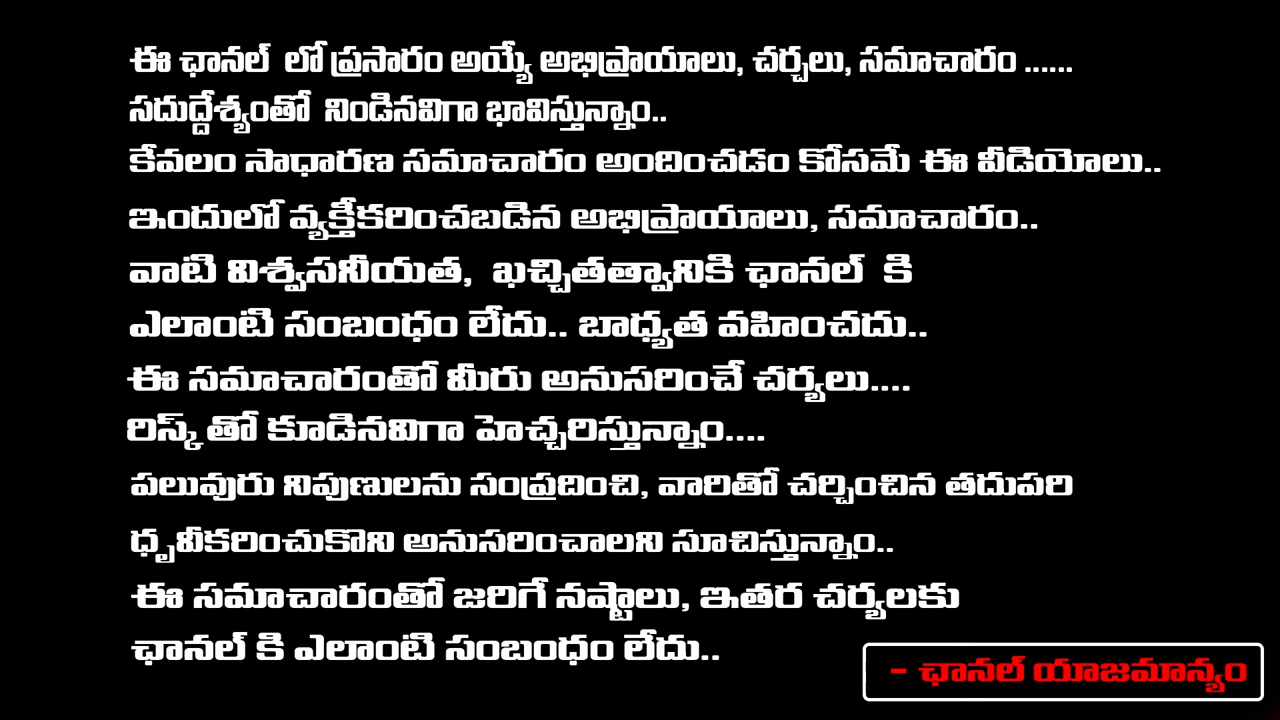 ఈ ఛానల్ లో ప్రసారం అయ్యే అభిప్రాయాలు, చర్చలు, సమాచారం ......
సదుద్దేశ్యంతో నిండినవిగా భావిస్తున్నాం..
కేవలం సాధారణ సమాచారం అందించడం కోసమే ఈ వీడియోలు..
ఇందులో వ్యక్తీకరించబడిన అభిప్రాయాలు, సమాచారం..
వాటి విశ్వసనీయత, ఖచ్చితత్వానికి ఛానల్ కి
ఎలాంటి సంబంధం లేదు.. బాధ్యత వహించదు..
ఈ సమాచారంతో మీరు అనుసరించే చర్యలు....
రిస్క్ తో కూడినవిగా హెచ్చరిస్తున్నాం....
పలువురు నిపుణులను సంప్రదించి, వారితో చర్చించిన తదుపరి
ధృవీకరించుకొని అనుసరించాలని సూచిస్తున్నాం..
ఈ సమాచారంతో జరిగే నష్టాలు, ఇతర చర్యలకు
ఛానల్ కి ఎలాంటి సంబంధం లేదు..
- ఛానల్ యాజమాన్యం